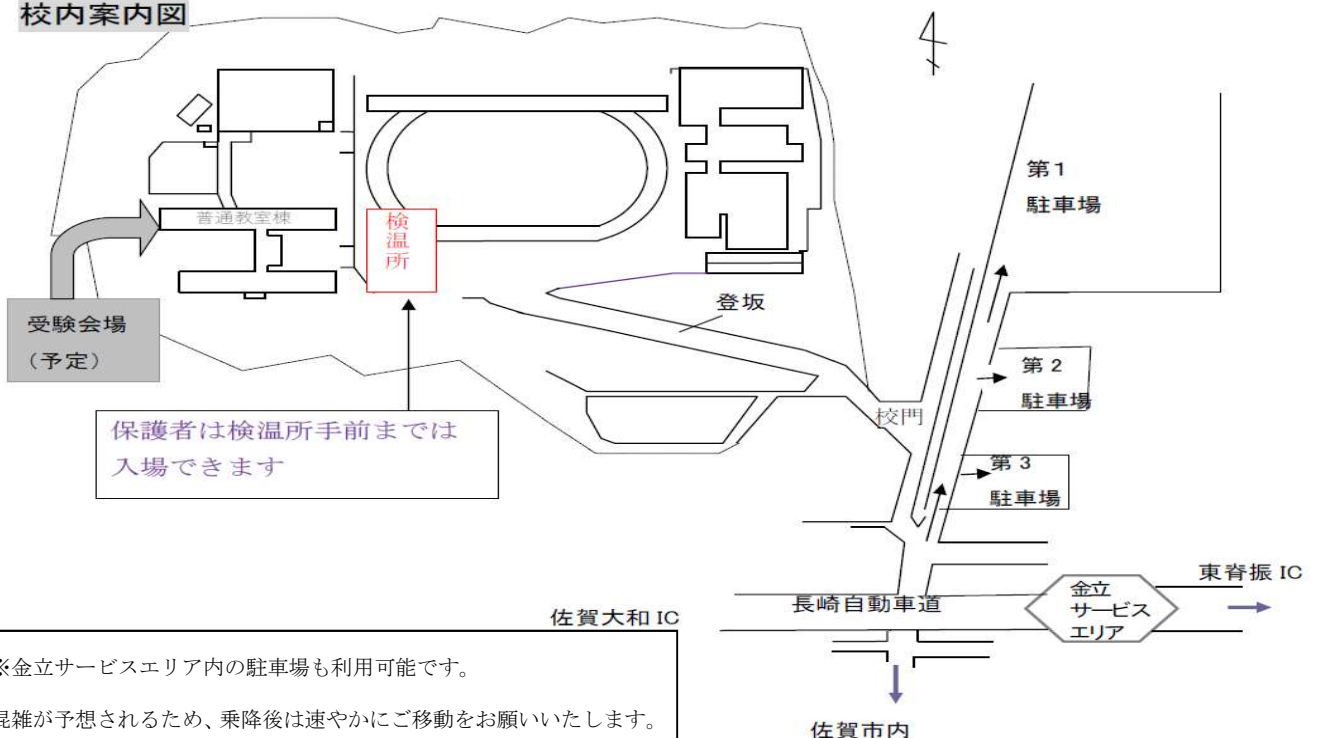 校内案内図
第1
駐車場
普通教室棟
検温所
登坂
受験会場
（予定）
第2
駐車場
校門
保護者は検温所手前までは
入場できます
第3
駐車場
東脊振 IC
金立
サービス
エリア
長崎自動車道
佐賀大和 IC
※金立サービスエリア内の駐車場も利用可能です。
混雑が予想されるため、乗降後は速やかにご移動をお願いいたします。
佐賀市内